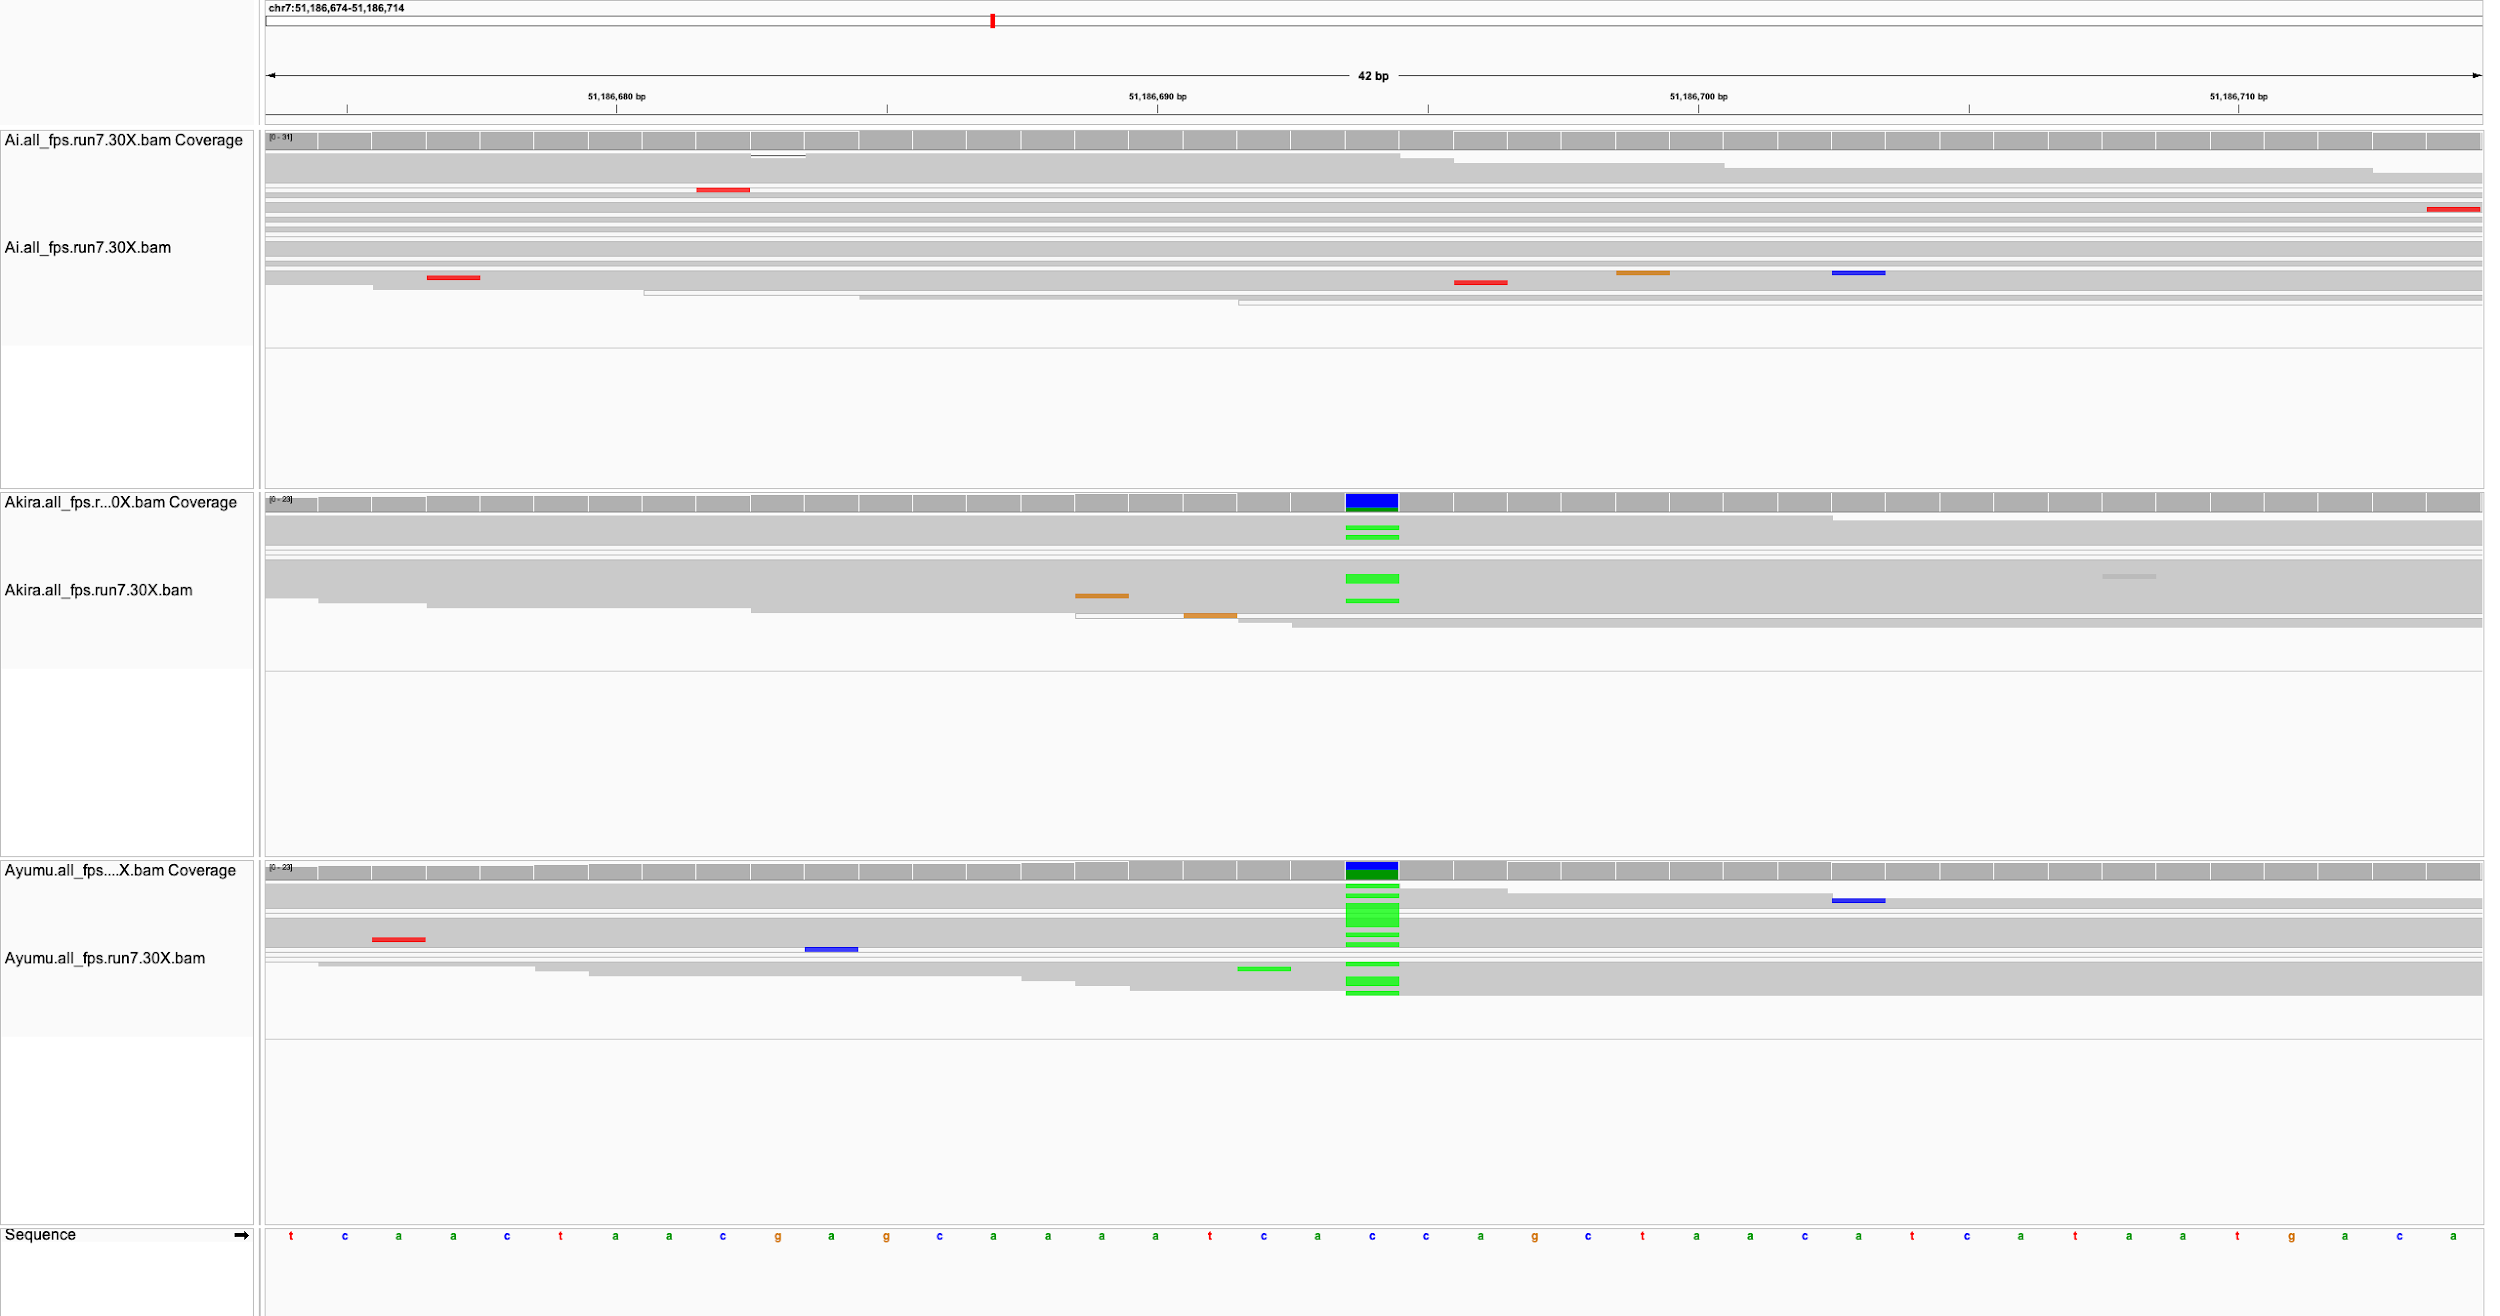 chr7:51,186,674-51,186,714
42 bp
51,186,680 bp 51,186,690 bp 51,186,700 bp 51,186,710 bp
Ai.all_fps.run7.30X.bam Coverage
[0 - 31]
Ai.all_fps.run7.30X.bam
Akira.all_fps.r...0X.bam Coverage
[0 - 23]
Akira.all_fps.run7.30X.bam
Ayumu.all_fps....X.bam Coverage
[0 - 23]
Ayumu.all_fps.run7.30X.bam
Sequence t c a a c t a a c g a g c a a a a t c a c c a g c t a a c a t c a t a a t g a c a